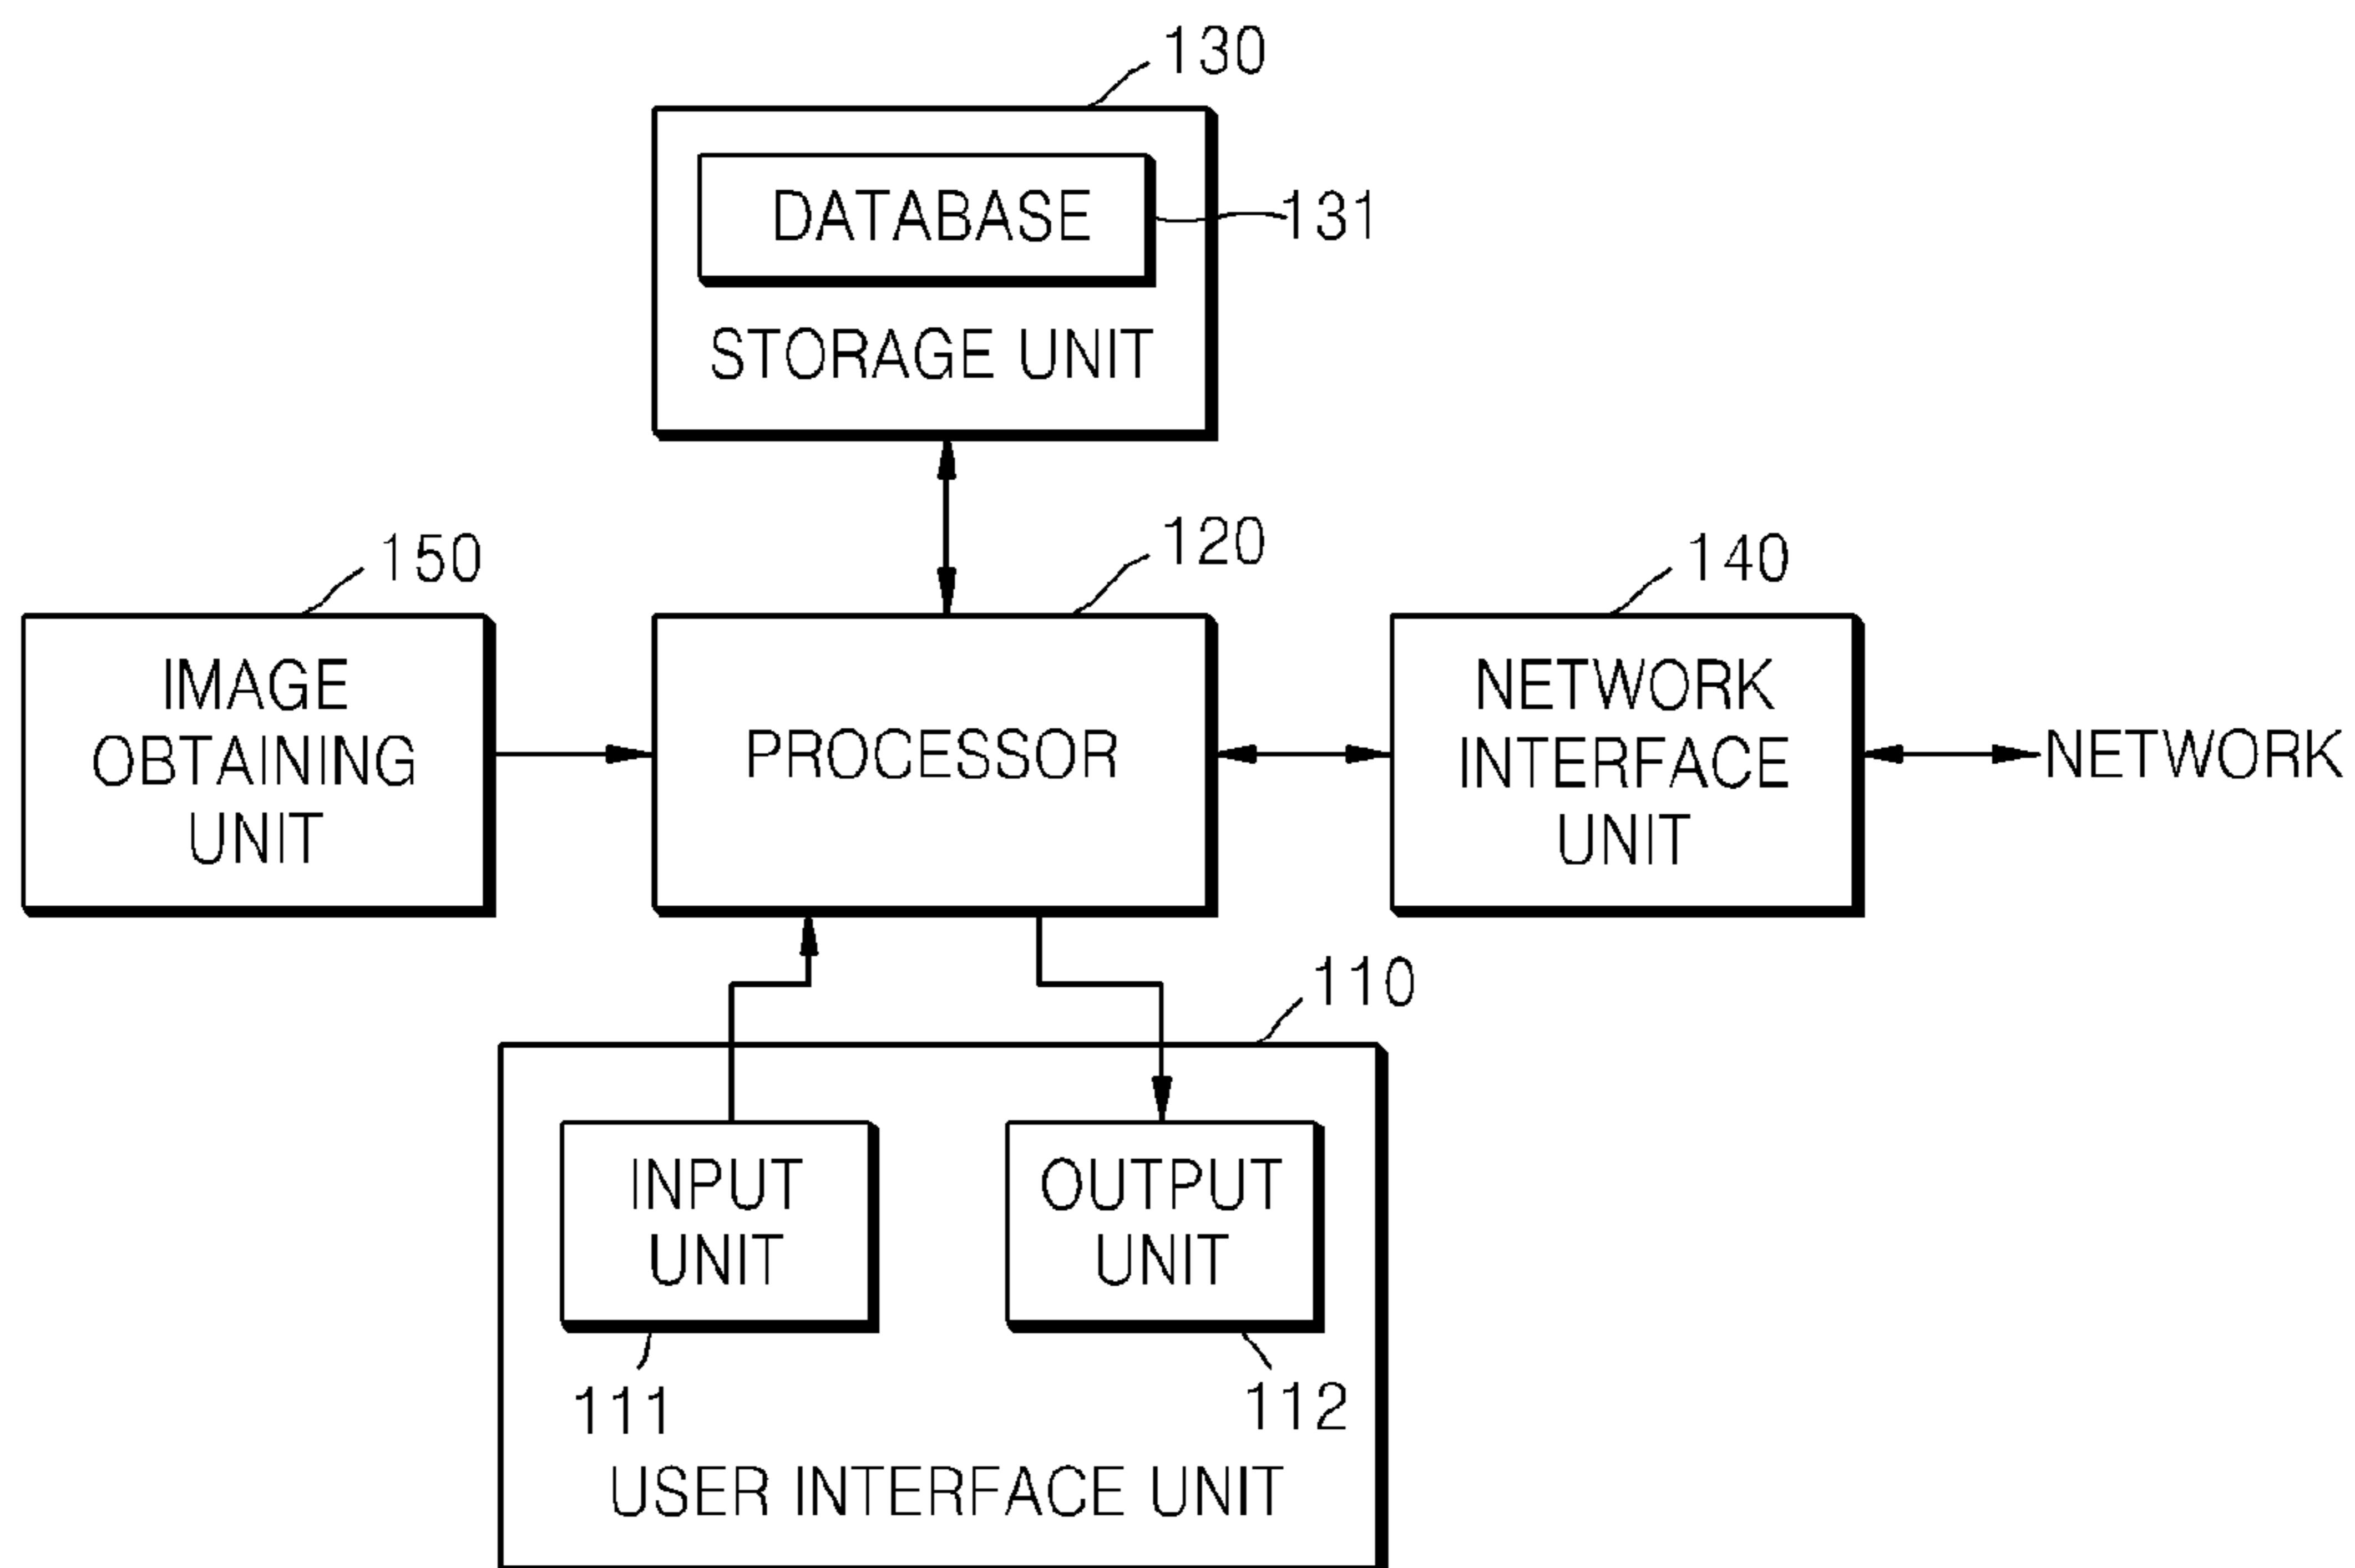 130
DATABASE
131
STORAGE UNIT
150
120
140
IMAGE
OBTAINING
UNIT
PROCESSOR
NETWORK
INTERFACE
UNIT
NETWORK
110
INPUT
UNIT
OUTPUT
UNIT
111
112
USER INTERFACE UNIT